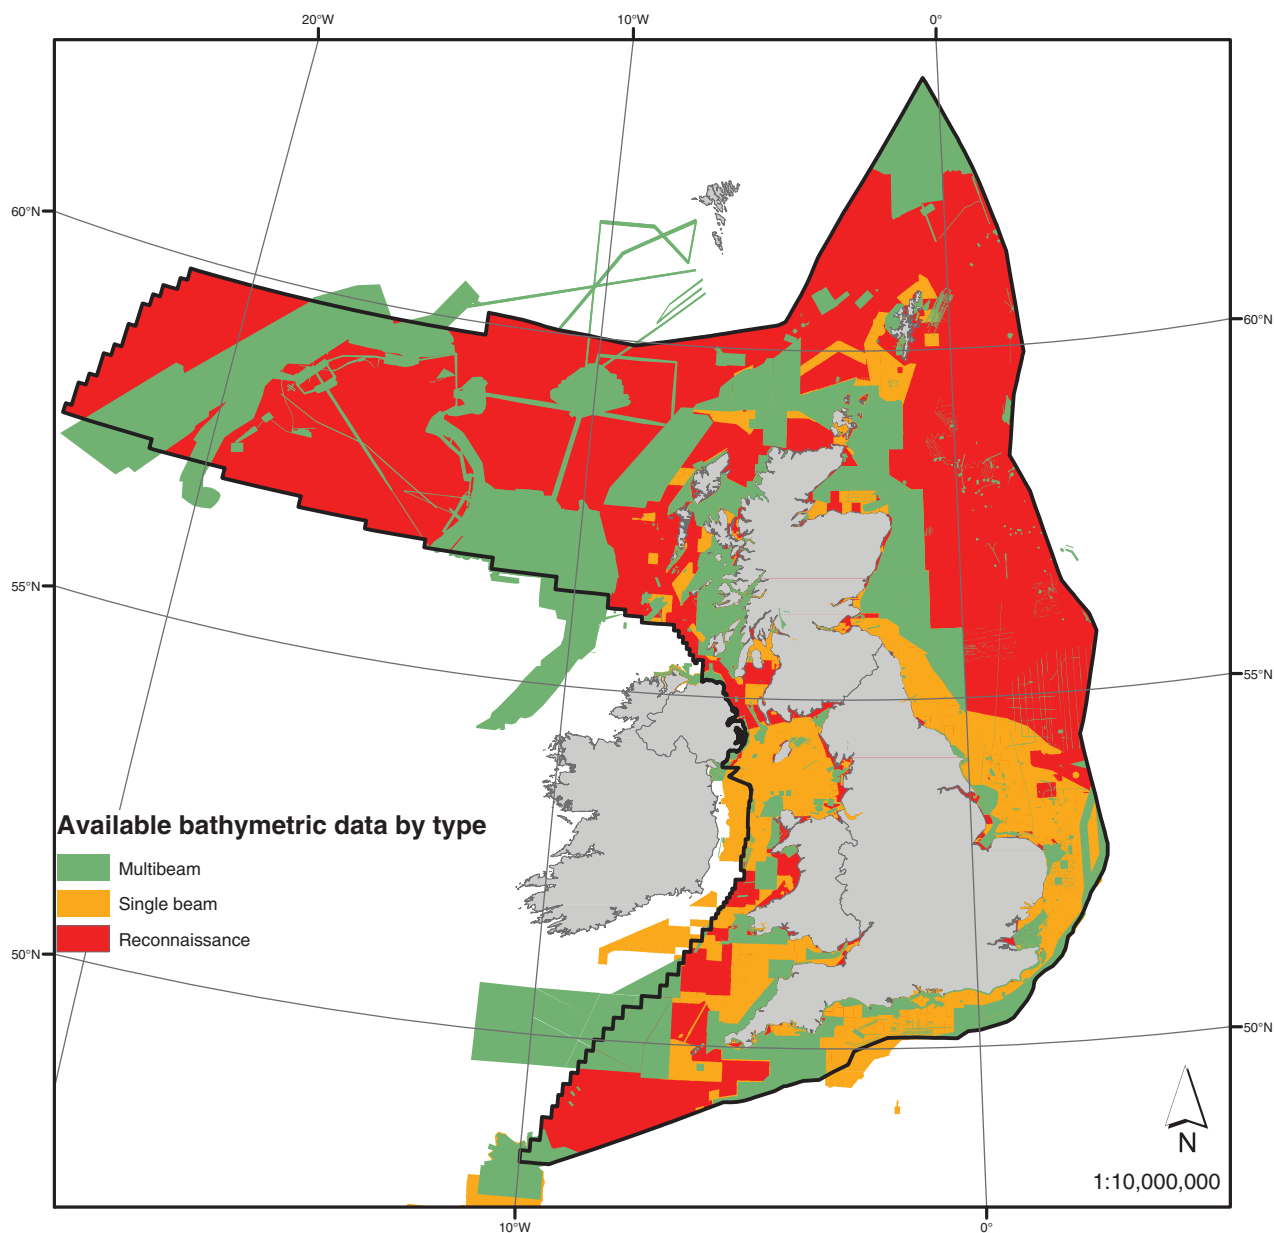 20°W
10°W
0°
60°N
60°N
55°N
55°N
Available bathymetric data by type
Multibeam
Single beam
Reconnaissance
50°N
50°N
N
1:10,000,000
10°W
0°